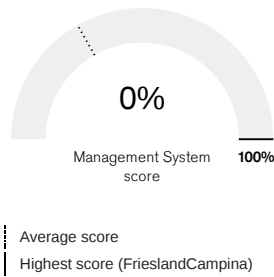 0%
Management System
score
100%
Average score
Highest score (FrieslandCampina)